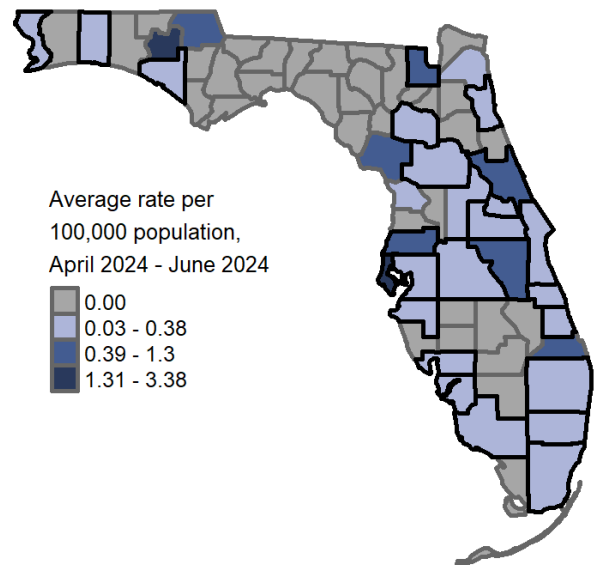 Average rate per
100,000 population,
April 2024 - June 2024
0.00
0.03 - 0.38
0.39 - 1.3
1.31 - 3.38